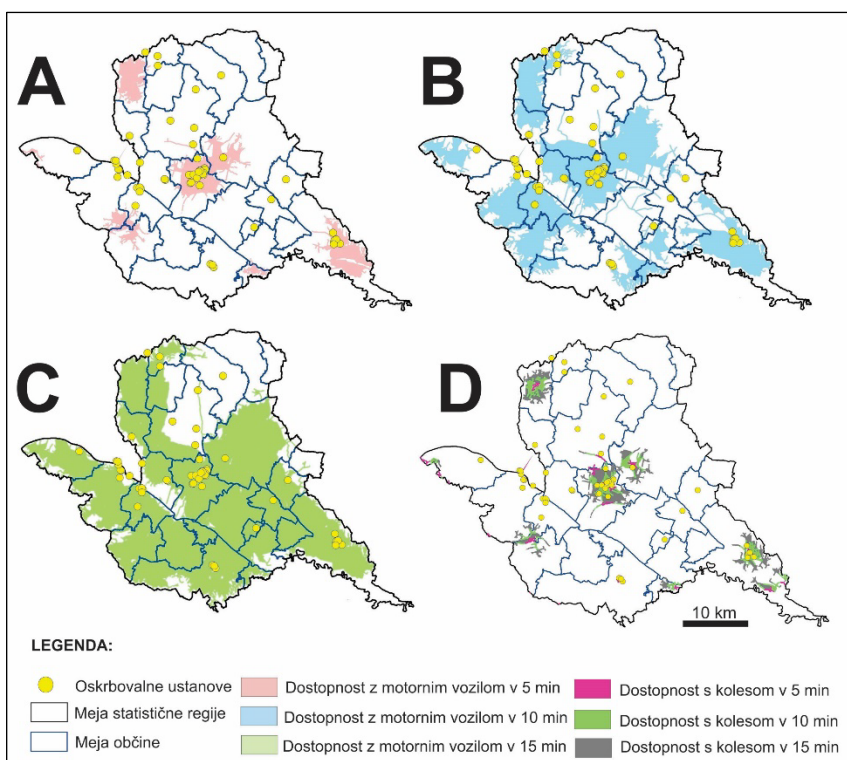 A
B
C
D
10 km
LEGENDA:
Oskrbovalne ustanove
Meja statistične regije
Meja občine
Dostopnost z motornim vozilom v 5 min
Dostopnost z motornim vozilom v 10 min
Dostopnost z motornim vozilom v 15 min
Dostopnost s kolesom v 5 min
Dostopnost s kolesom v 10 min
Dostopnost s kolesom v 15 min